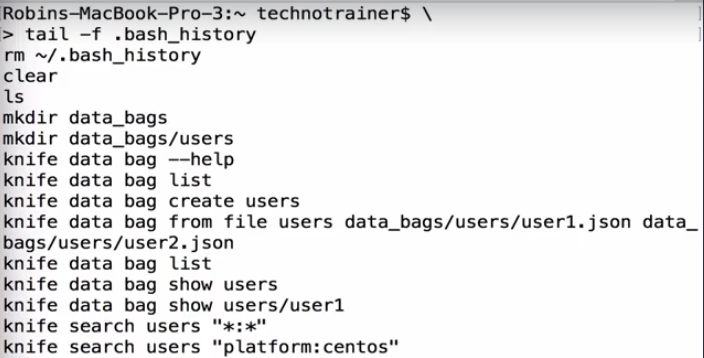 Robins-MacBook-Pro-3:~ technotrainer$ \
> tail -f .bash_history
rm ~/.bash_history
clear
ls
mkdir data_bags
mkdir data_bags/users
knife data bag --help
knife data bag list
knife data bag create users
knife data bag from file users data_bags/users/user1.json data_
bags/users/user2.json
knife data bag list
knife data bag show users
knife data bag show users/user1
knife search users "*:*"
knife search users "platform:centos"